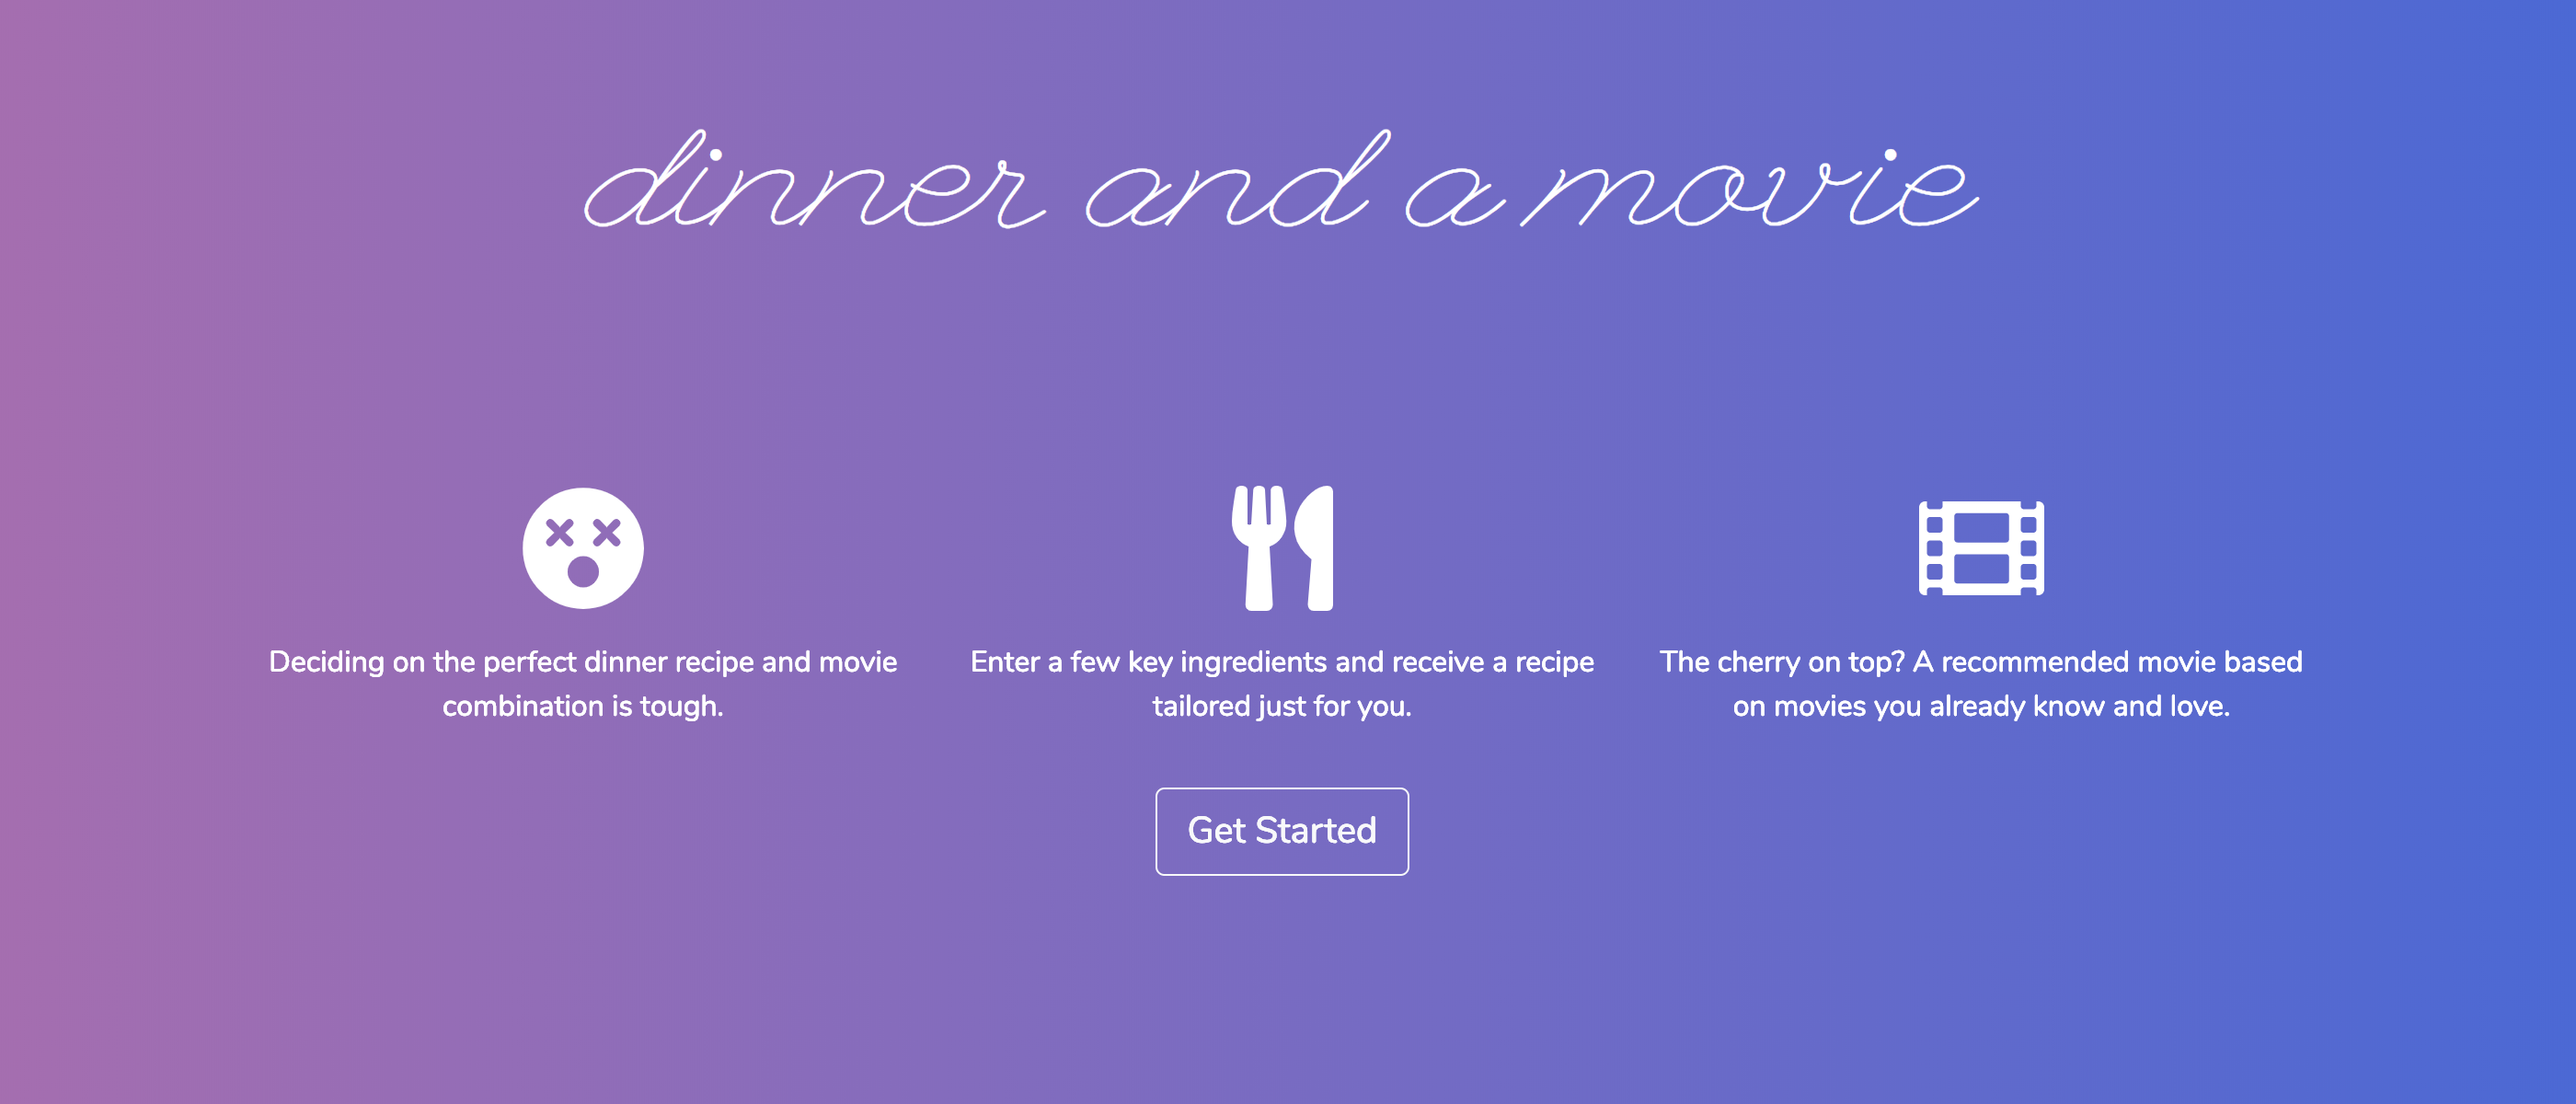 dinner and a movie
Deciding on the perfect dinner recipe and movie
combination is tough.
Enter a few key ingredients and receive a recipe
tailored just for you.
The cherry on top? A recommended movie based
on movies you already know and love.
Get Started